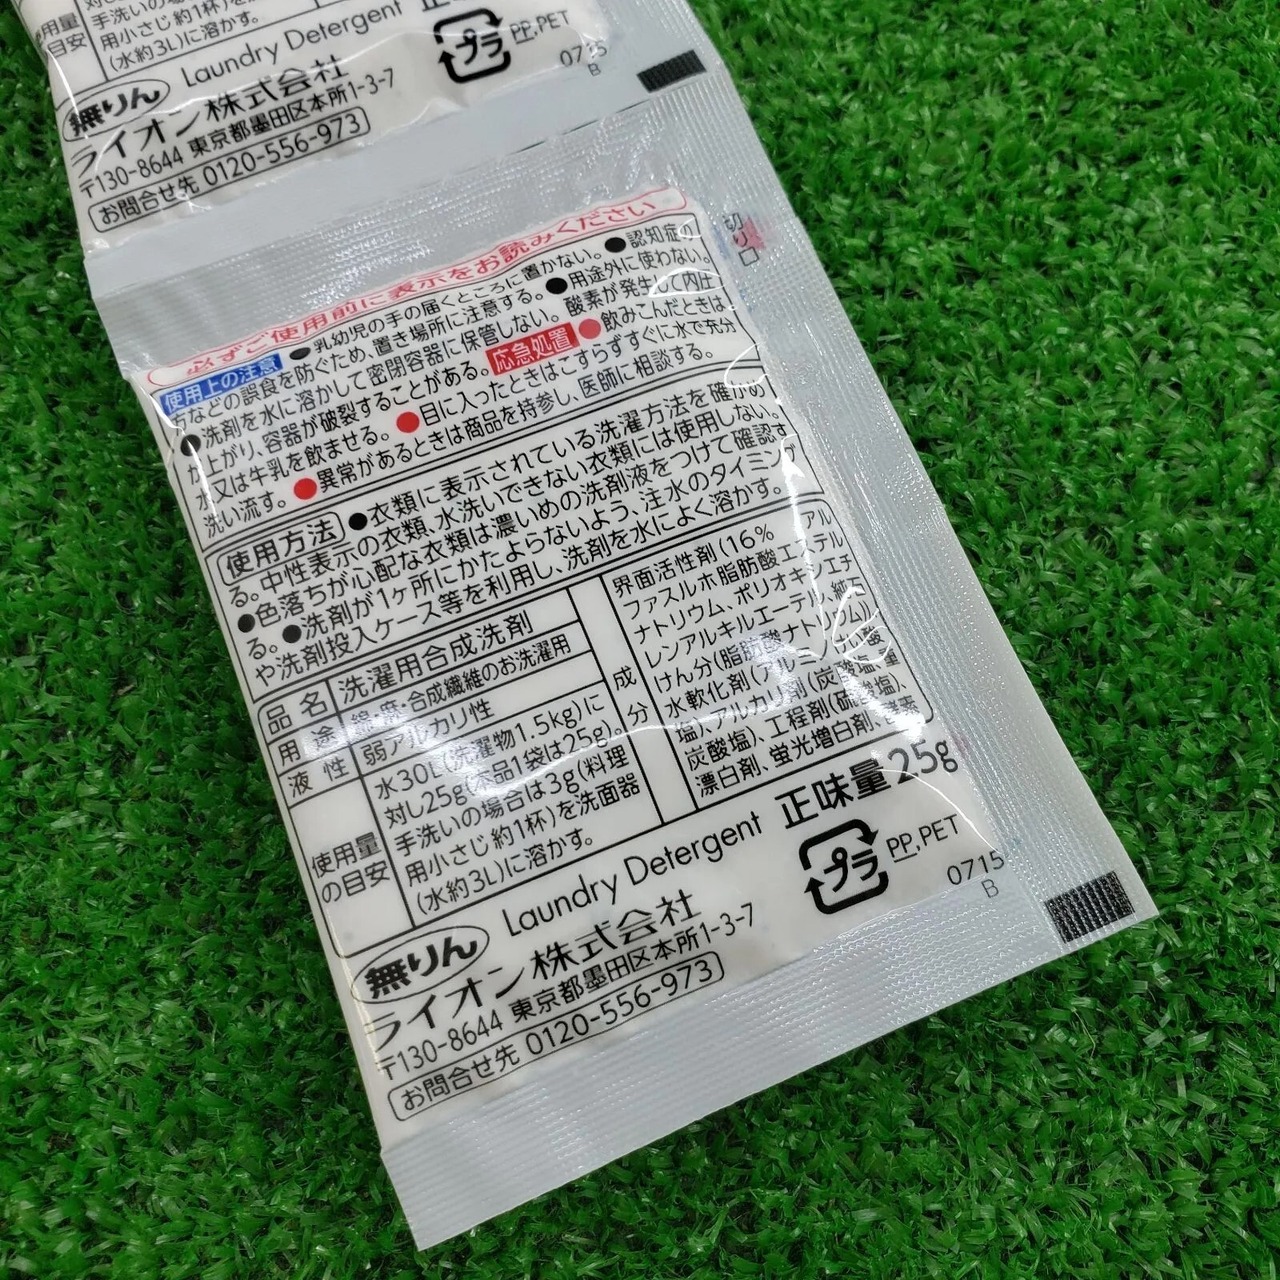 使用量
目安
手洗いの場
用小さじ約1杯)を
(水約3L)に溶かす。
Laundry Detergent
プラ
PP,PET
0715
B
無りん
ライオン株式会社
〒130-8644 東京都墨田区本所1-3-7
お問合せ先 0120-556-973
切り口
必ずご使用前に表示をお読みください
使用上の注意 ●乳幼児の手の届くところに置かない。●認知症の
方などの誤食を防ぐため、置き場所に注意する。●用途外に使わない。
●洗剤を水に溶かして密閉容器に保管しない。酸素が発生して内圧
が上がり、容器が破裂することがある。応急処置 ●飲みこんだときは、
水又は牛乳を飲ませる。●目に入ったときはこすらずすぐに水で充分
洗い流す。●異常があるときは商品を持参し、医師に相談する。
使用方法 ●衣類に表示されている洗濯方法を確かめ
る。中性表示の衣類、水洗いできない衣類には使用しない。
●色落ちが心配な衣類は濃いめの洗剤液をつけて確認す
る。●洗剤が1ヶ所にかたよらないよう、注水のタイミング
や洗剤投入ケース等を利用し、洗剤を水によく溶かす。
品名 洗濯用合成洗剤
用途 綿・麻・合成繊維のお洗濯用
液性 弱アルカリ性
使用量の目安
水30L(洗濯物1.5kg)に
対し25g(本品1袋は25g)。
手洗いの場合は3g(料理
用小さじ約1杯)を洗面器
(水約3L)に溶かす。
成分
界面活性剤(16% アル
ファスルホ脂肪酸エステル
ナトリウム、ポリオキシエチ
レンアルキルエーテル、純石
けん分(脂肪酸ナトリウム)、
水軟化剤(アルミノけい酸
塩)、アルカリ剤(炭酸塩・重
炭酸塩)、工程剤(硫酸塩)、
漂白剤、蛍光増白剤、酵素
正味量 25g
Laundry Detergent
プラ
PP,PET
0715
B
無りん
ライオン株式会社
〒130-8644 東京都墨田区本所1-3-7
お問合せ先 0120-556-973